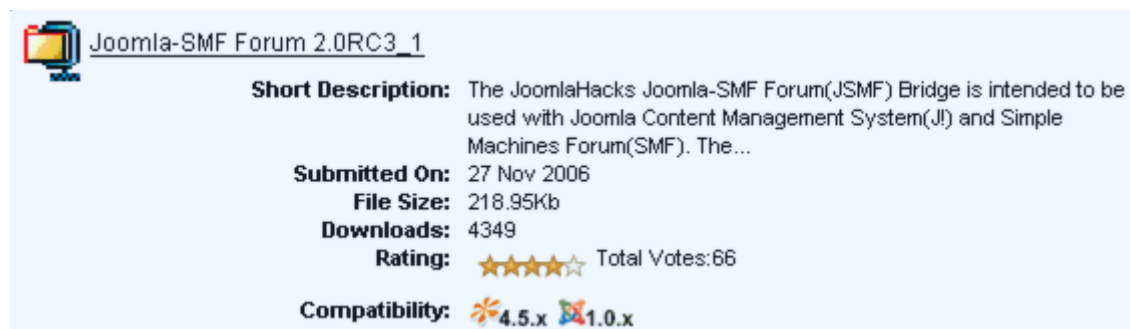 Joomla-SMF Forum 2.0RC3_1
Short Description: The JoomlaHacks Joomla-SMF Forum(JSMF) Bridge is intended to be
used with Joomla Content Management System(J!) and Simple
Machines Forum(SMF). The...
Submitted On: 27 Nov 2006
File Size: 218.95Kb
Downloads: 4349
Rating: Total Votes:66
Compatibility: 4.5.x 1.0.x